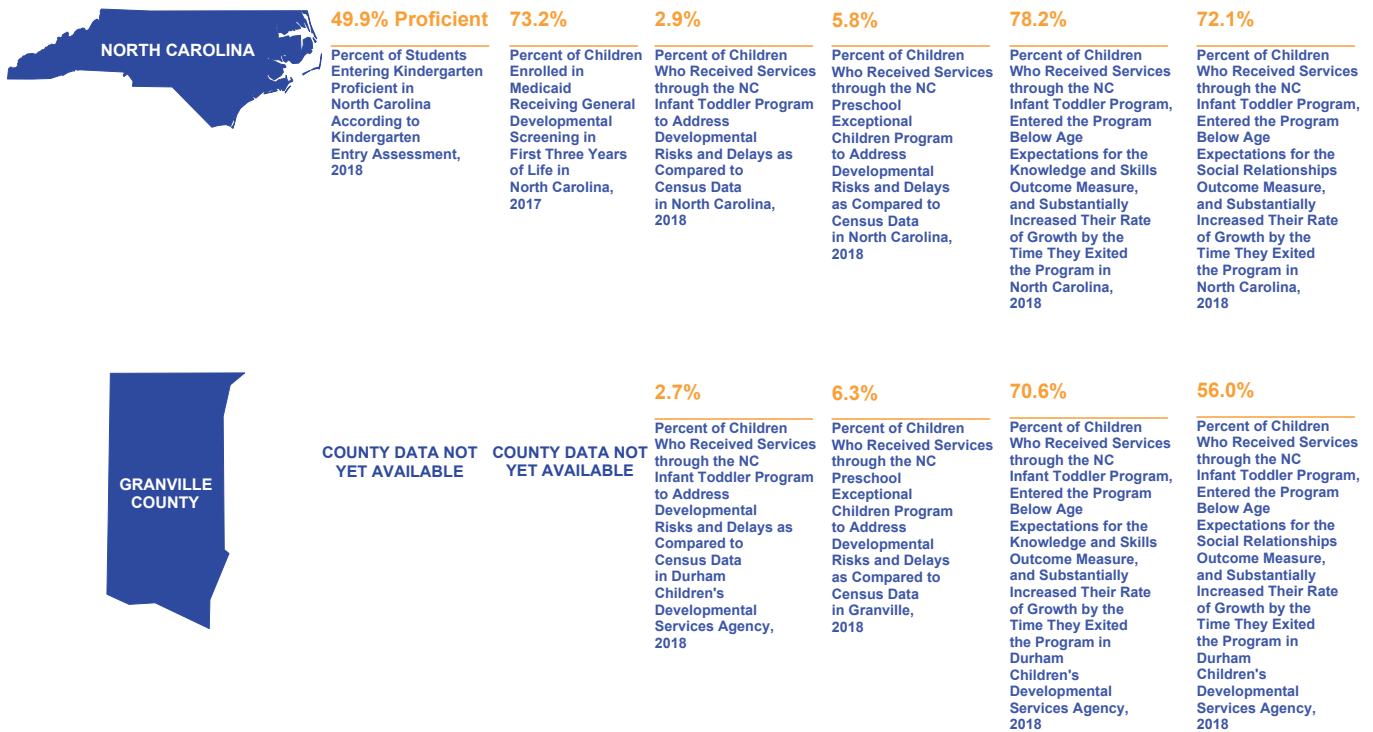 NORTH CAROLINA
49.9% Proficient
Percent of Students
Entering Kindergarten
Proficient in
North Carolina
According to
Kindergarten
Entry Assessment,
2018
73.2%
Percent of Children
Enrolled in
Medicaid
Receiving General
Developmental
Screening in
First Three Years
of Life in
North Carolina,
2017
2.9%
Percent of Children
Who Received Services
through the NC
Infant Toddler Program
to Address
Developmental
Risks and Delays as
Compared to
Census Data
in North Carolina,
2018
5.8%
Percent of Children
Who Received Services
through the NC
Preschool
Exceptional
Children Program
to Address
Developmental
Risks and Delays
as Compared to
Census Data
in North Carolina,
2018
78.2%
Percent of Children
Who Received Services
through the NC
Infant Toddler Program,
Entered the Program
Below Age
Expectations for the
Knowledge and Skills
Outcome Measure,
and Substantially
Increased Their Rate
of Growth by the
Time They Exited
the Program in
North Carolina,
2018
72.1%
Percent of Children
Who Received Services
through the NC
Infant Toddler Program,
Entered the Program
Below Age
Expectations for the
Social Relationships
Outcome Measure,
and Substantially
Increased Their Rate
of Growth by the
Time They Exited
the Program in
North Carolina,
2018
GRANVILLE
COUNTY
COUNTY DATA NOT
YET AVAILABLE
COUNTY DATA NOT
YET AVAILABLE
2.7%
Percent of Children
Who Received Services
through the NC
Infant Toddler Program
to Address
Developmental
Risks and Delays as
Compared to
Census Data
in Durham
Children's
Developmental
Services Agency,
2018
6.3%
Percent of Children
Who Received Services
through the NC
Preschool
Exceptional
Children Program
to Address
Developmental
Risks and Delays
as Compared to
Census Data
in Granville,
2018
70.6%
Percent of Children
Who Received Services
through the NC
Infant Toddler Program,
Entered the Program
Below Age
Expectations for the
Knowledge and Skills
Outcome Measure,
and Substantially
Increased Their Rate
of Growth by the
Time They Exited
the Program in
Durham
Children's
Developmental
Services Agency,
2018
56.0%
Percent of Children
Who Received Services
through the NC
Infant Toddler Program,
Entered the Program
Below Age
Expectations for the
Social Relationships
Outcome Measure,
and Substantially
Increased Their Rate
of Growth by the
Time They Exited
the Program in
Durham
Children's
Developmental
Services Agency,
2018